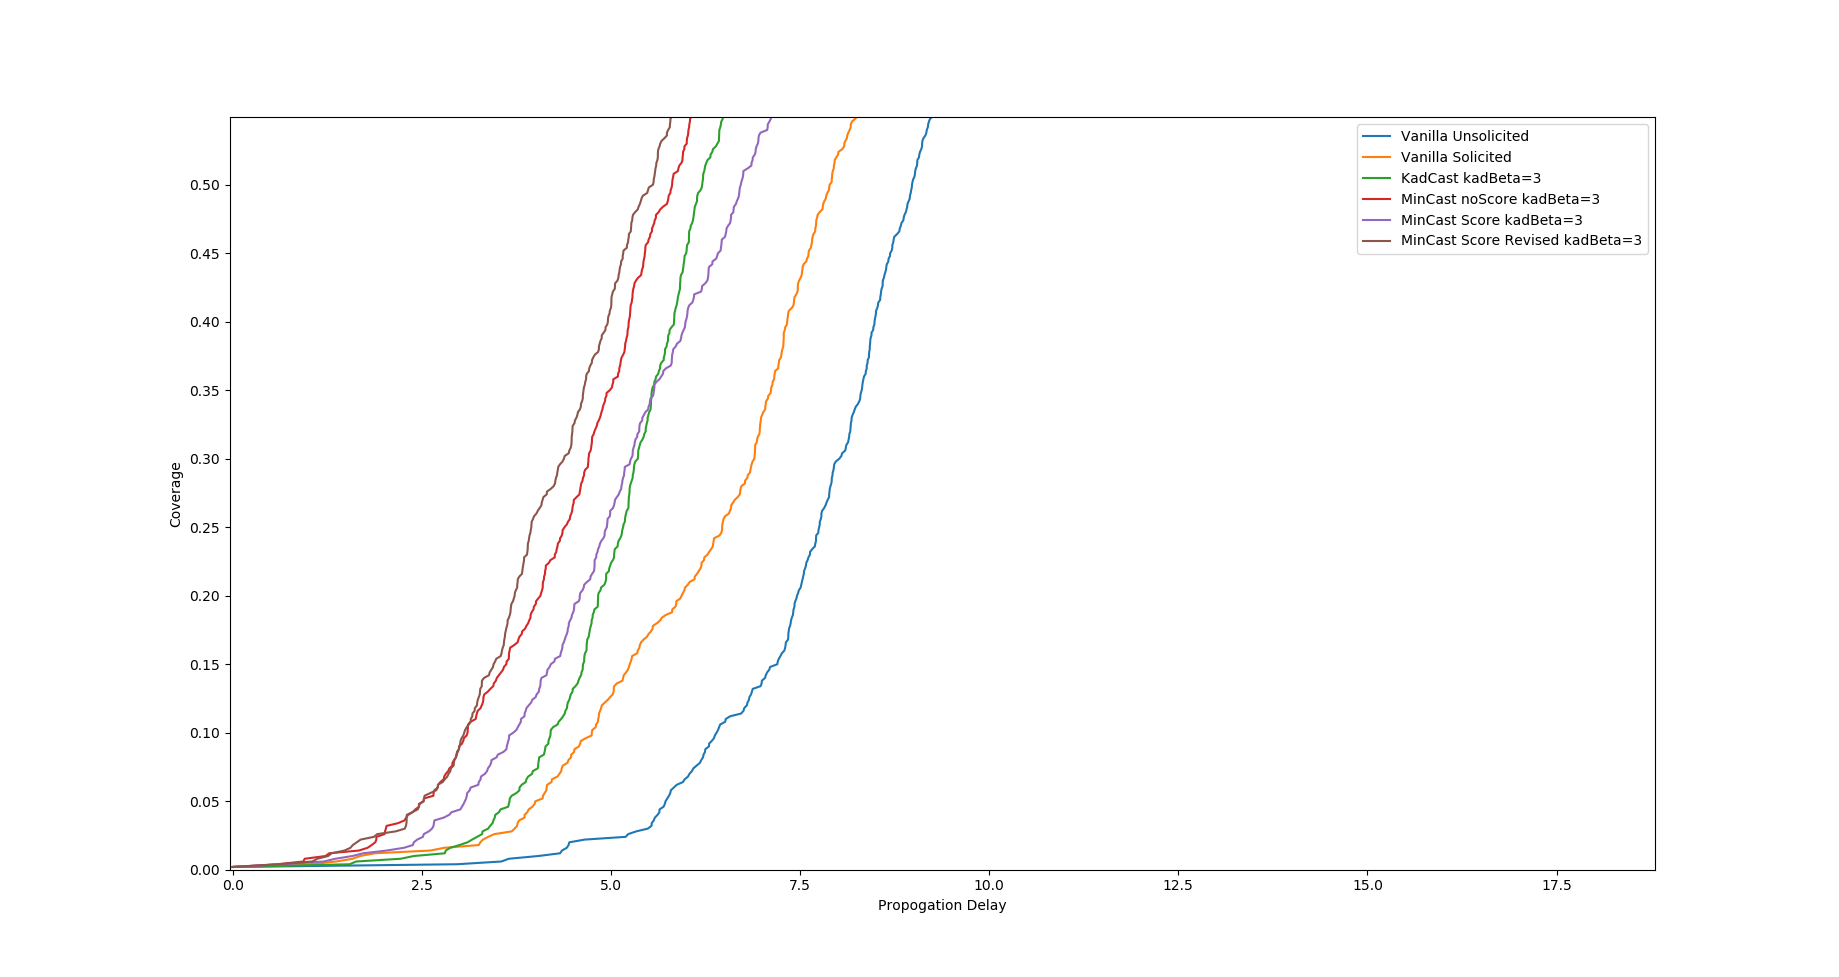 Vanilla Unsolicited
Vanilla Solicited
KadCast kadBeta=3
MinCast noScore kadBeta=3
MinCast Score kadBeta=3
MinCast Score Revised kadBeta=3
0.50
0.45
0.40
0.35
0.30
0.25
0.20
0.15
0.10
0.05
0.00
Coverage
0.0 2.5 5.0 7.5 10.0 12.5 15.0 17.5
Propogation Delay